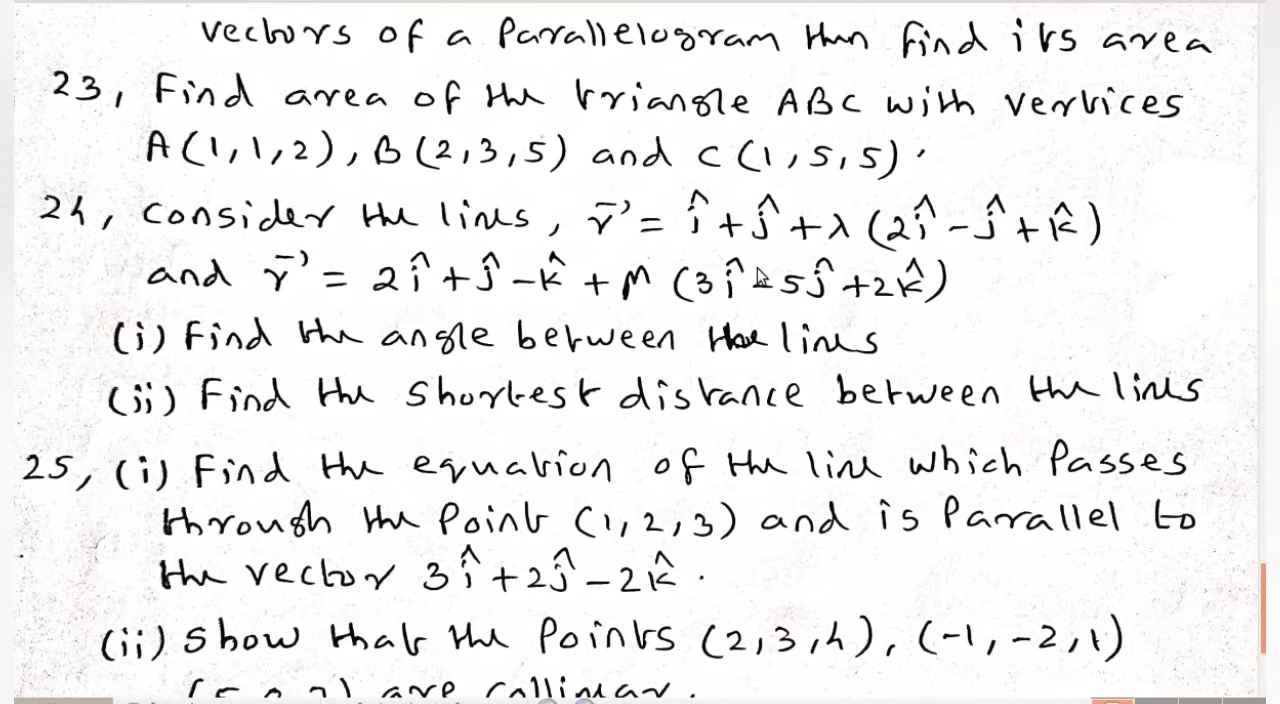 vectors of a parallelogram then find its area
23, Find area of the triangle ABC with vertices
A(1,1,2), B(2,3,5) and C(1,5,5).
24, consider the lines, r⃗ = î + ĵ + λ (2î - ĵ + k̂)
and r⃗ = 2î + ĵ - k̂ + μ (3î - 5ĵ + 2k̂)
(i) Find the angle between the lines
(ii) Find the shortest distance between the lines
25, (i) Find the equation of the line which passes
through the point (1,2,3) and is parallel to
the vector 3î + 2ĵ - 2k̂.
(ii) Show that the points (2,3,4), (-1,-2,1)
are collinear.